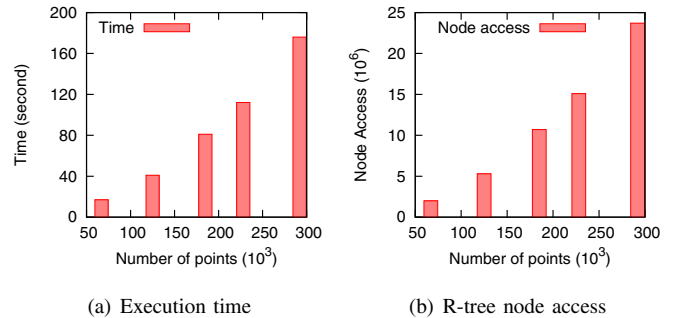 200
160
120
80
40
0
Time (second)
Time
50 100 150 200 250 300
Number of points (10³)
(a) Execution time
25
20
15
10
5
0
Node Access (10⁶)
Node access
50 100 150 200 250 300
Number of points (10³)
(b) R-tree node access